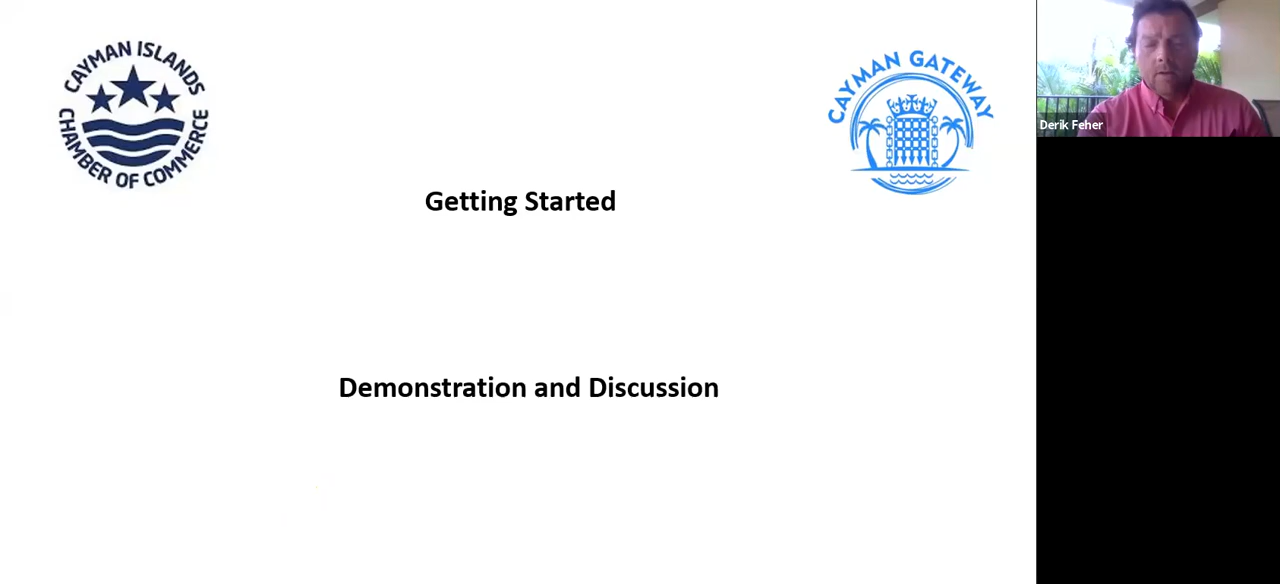 CAYMAN ISLANDS
CHAMBER OF COMMERCE
CAYMAN GATEWAY
Derik Feher
Getting Started
Demonstration and Discussion